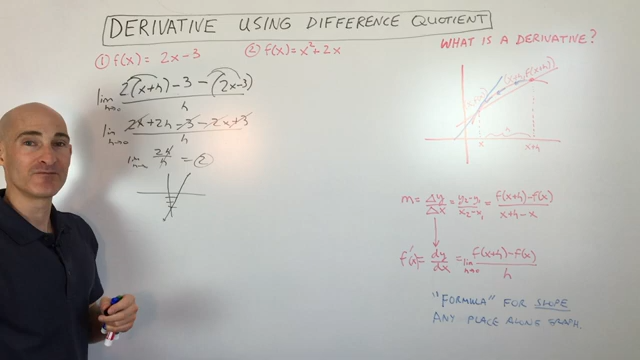 DERIVATIVE USING DIFFERENCE QUOTIENT
① f(x) = 2x-3
② f(x) = x²+2x
lim h→0 2(x+h)-3-(2x-3) / h
lim h→0 2x+2h-3-2x+3 / h
lim h→0 2h / h = ②
WHAT IS A DERIVATIVE?
(x+h, f(x+h))
x
x+h
m = Δy/Δx = y₂-y₁ / x₂-x₁ = f(x+h)-f(x) / x+h-x
f'(x) = dy/dx = lim h→0 f(x+h)-f(x) / h
"FORMULA" FOR SLOPE
ANY PLACE ALONG GRAPH.